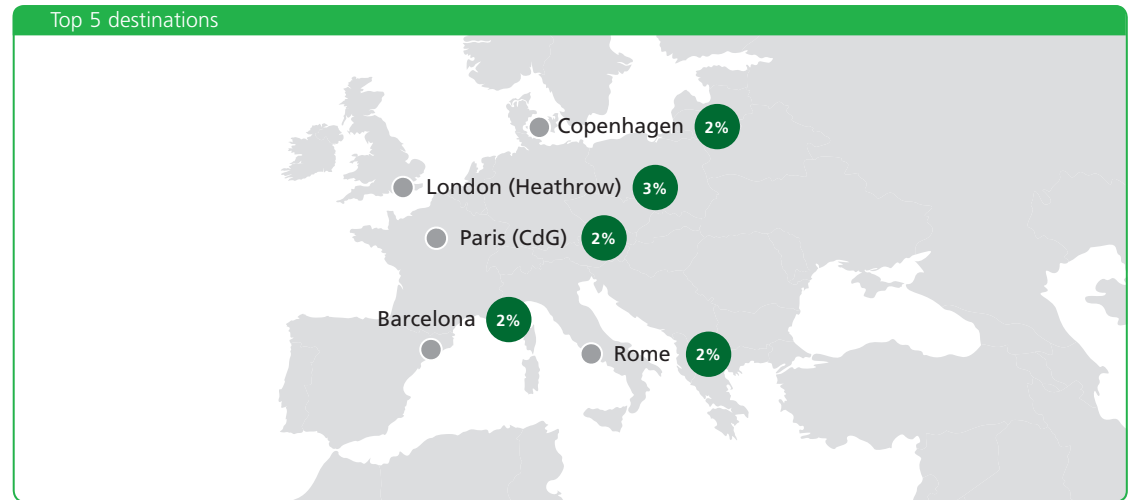 Top 5 destinations
Copenhagen 2%
London (Heathrow) 3%
Paris (CdG) 2%
Barcelona 2%
Rome 2%